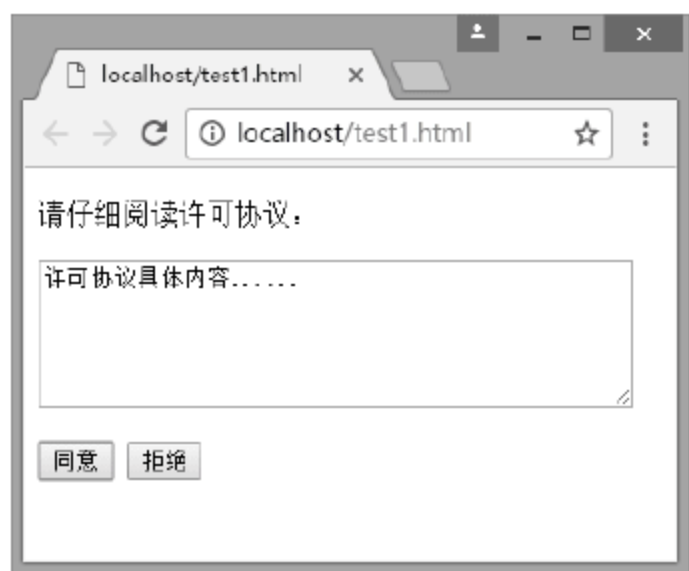 localhost/test1.html
localhost/test1.html
请仔细阅读许可协议：
许可协议具体内容......
同意 拒绝